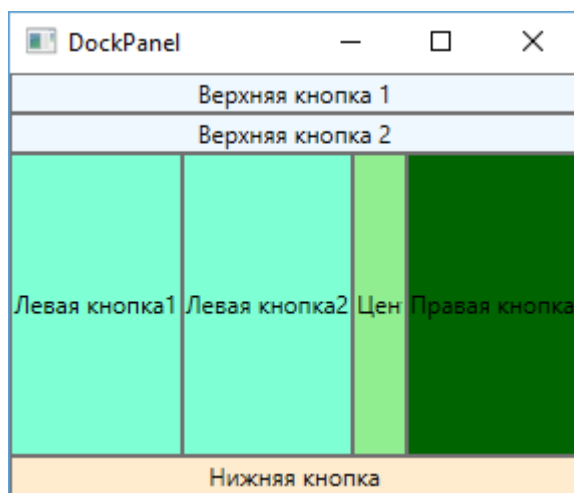 DockPanel
Верхняя кнопка 1
Верхняя кнопка 2
Левая кнопка1
Левая кнопка2
Цен
Правая кнопка
Нижняя кнопка